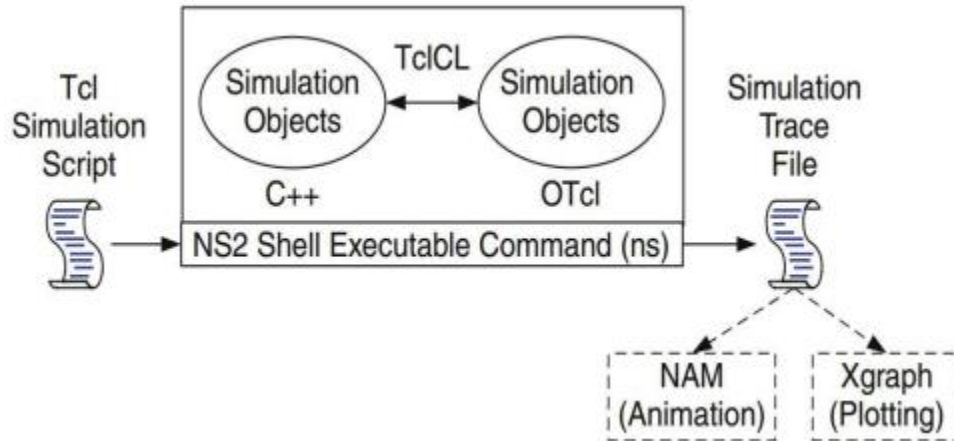 Tcl
Simulation
Script
Simulation
Objects
C++
TclCL
Simulation
Objects
OTcl
NS2 Shell Executable Command (ns)
Simulation
Trace
File
NAM
(Animation)
Xgraph
(Plotting)